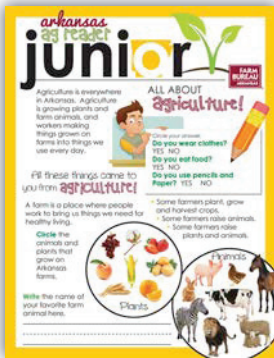 arkansas
ag reader
junior
FARM
BUREAU
ARKANSAS
Agriculture is everywhere
in Arkansas. Agriculture
is growing plants and
farm animals, and
workers making
things grown on
farms into things we
use every day.
ALL ABOUT
agriculture!
Circle your answer.
Do you wear clothes?
YES NO
Do you eat food?
YES NO
Do you use pencils and
Paper? YES NO
All these things came to
you from agriculture!
A farm is a place where people
work to bring us things we need for
healthy living.
• Some farmers plant, grow
and harvest crops.
• Some farmers raise animals.
• Some farmers raise
plants and animals.
Circle the
animals and
plants that
grow on
Arkansas
farms.
Write the name of
your favorite farm
animal here.
Plants
Animals